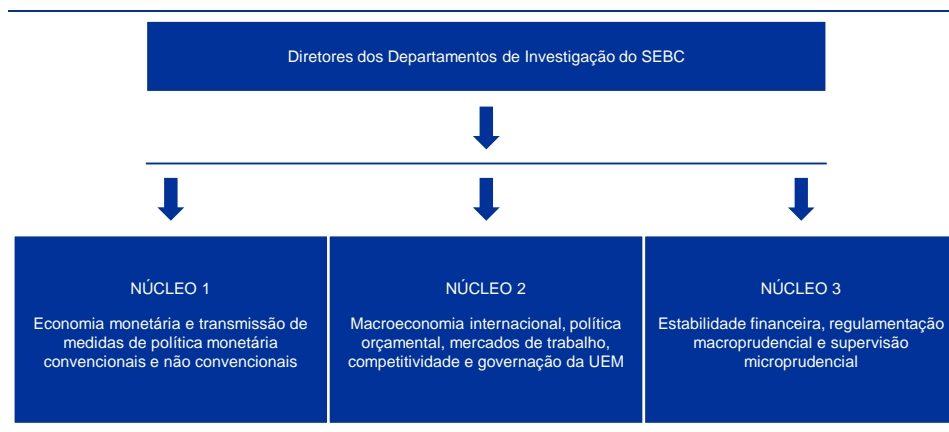 Diretores dos Departamentos de Investigação do SEBC
NÚCLEO 1
Economia monetária e transmissão de
medidas de política monetária
convencionais e não convencionais
NÚCLEO 2
Macroeconomia internacional, política
orçamental, mercados de trabalho,
competitividade e governação da UEM
NÚCLEO 3
Estabilidade financeira, regulamentação
macroprudencial e supervisão
microprudencial